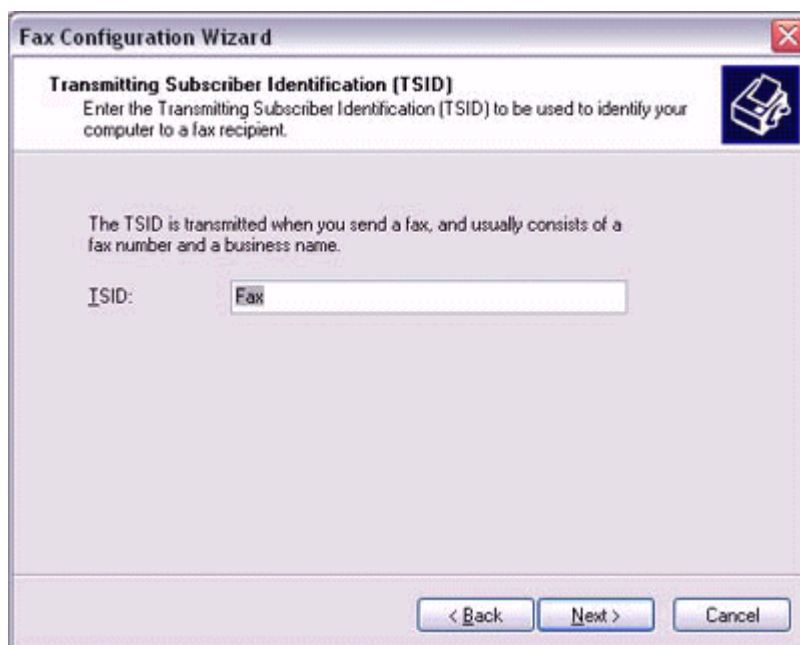 Fax Configuration Wizard
Transmitting Subscriber Identification (TSID)
Enter the Transmitting Subscriber Identification (TSID) to be used to identify your
computer to a fax recipient.
The TSID is transmitted when you send a fax, and usually consists of a
fax number and a business name.
TSID: Fax
< Back Next > Cancel